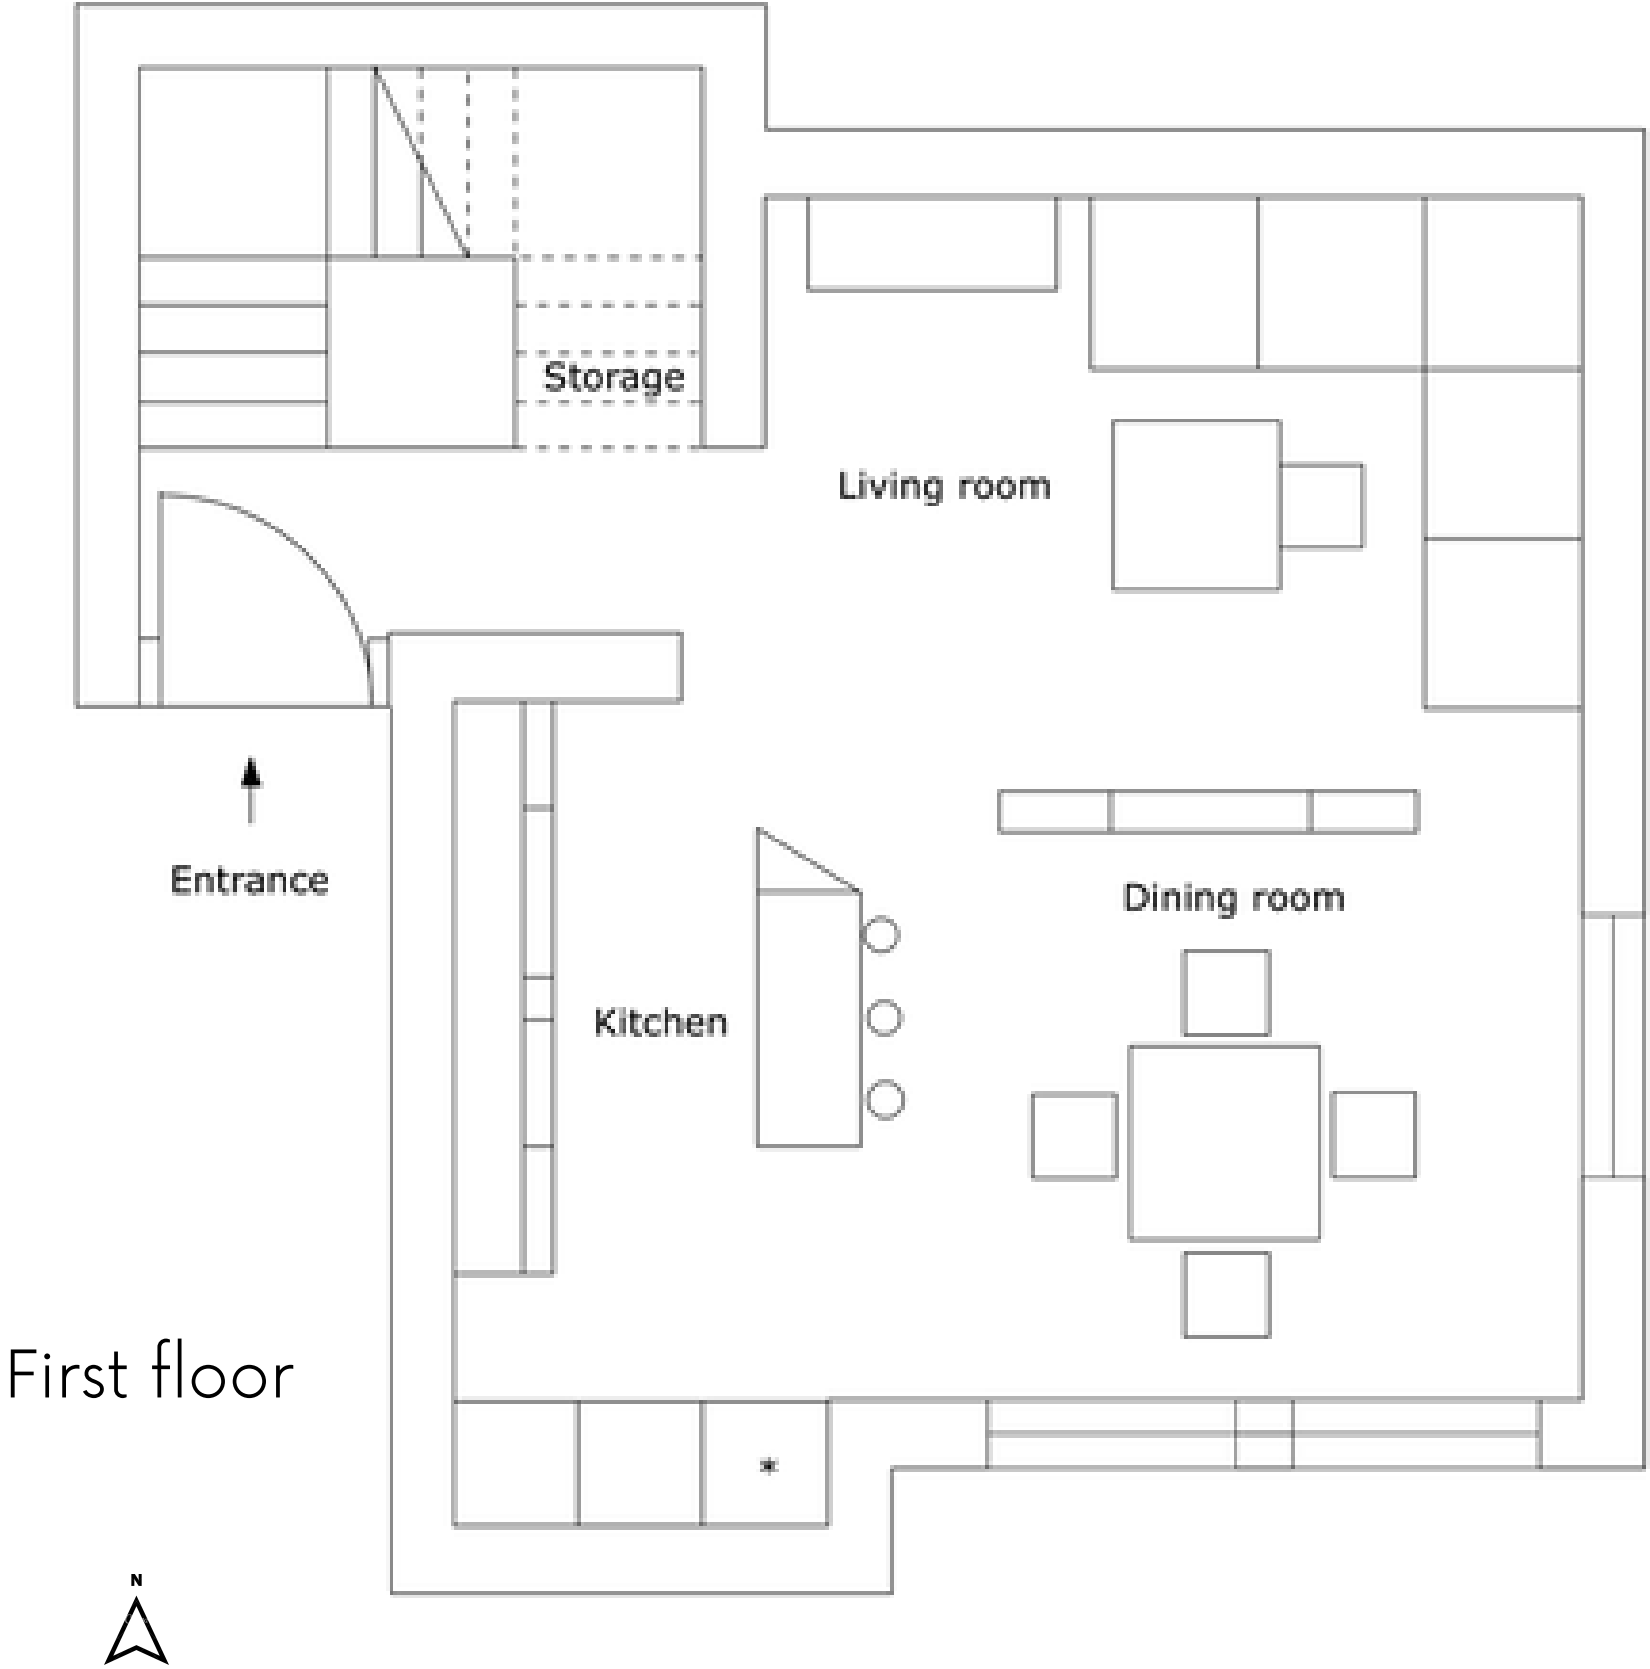 Storage
Living room
Entrance
Dining room
Kitchen
First floor
*
N